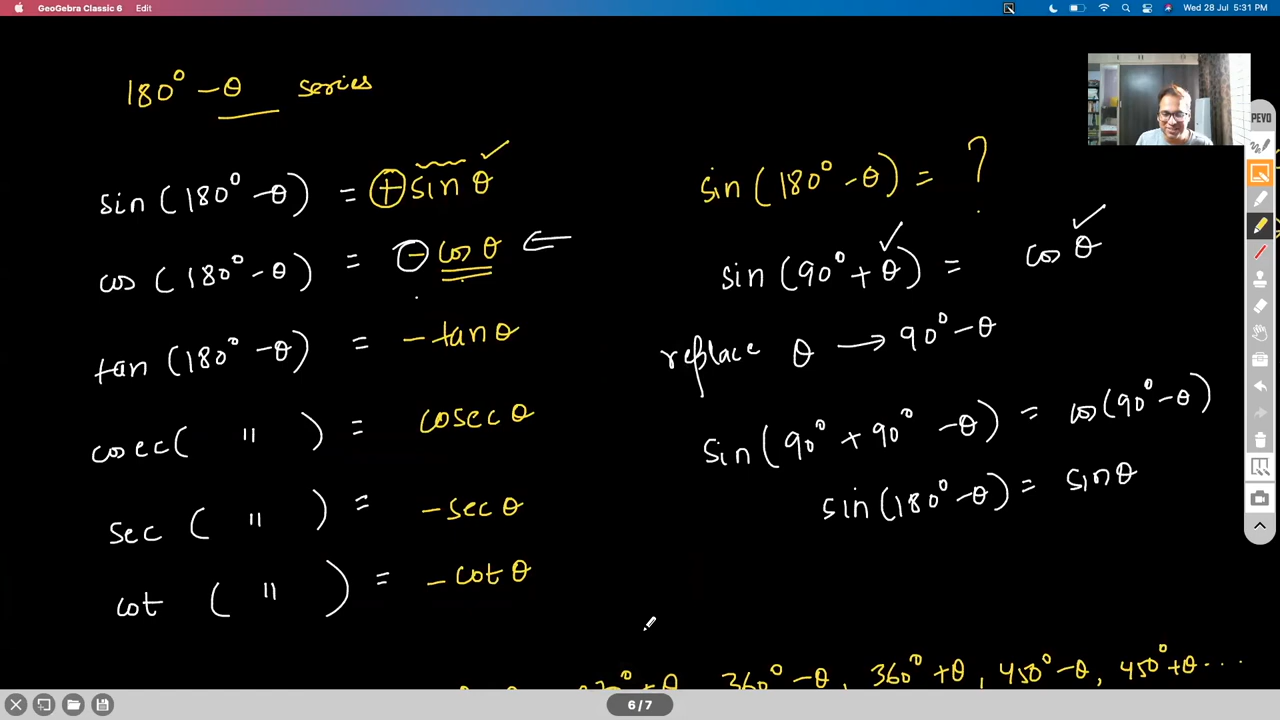 GeoGebra Classic 6 Edit Wed 28 Jul 5:31 PM
180° - θ series
sin(180° - θ) = + sin θ
cos(180° - θ) = - cos θ
tan(180° - θ) = - tan θ
cosec( " ) = cosec θ
sec( " ) = - sec θ
cot( " ) = - cot θ
sin(180° - θ) = ?
sin(90° + θ) = cos θ
replace θ → 90° - θ
sin(90° + 90° - θ) = cos(90° - θ)
sin(180° - θ) = sin θ
360° - θ, 360° + θ, 450° - θ, 450° + θ ...
PEVO
6/7